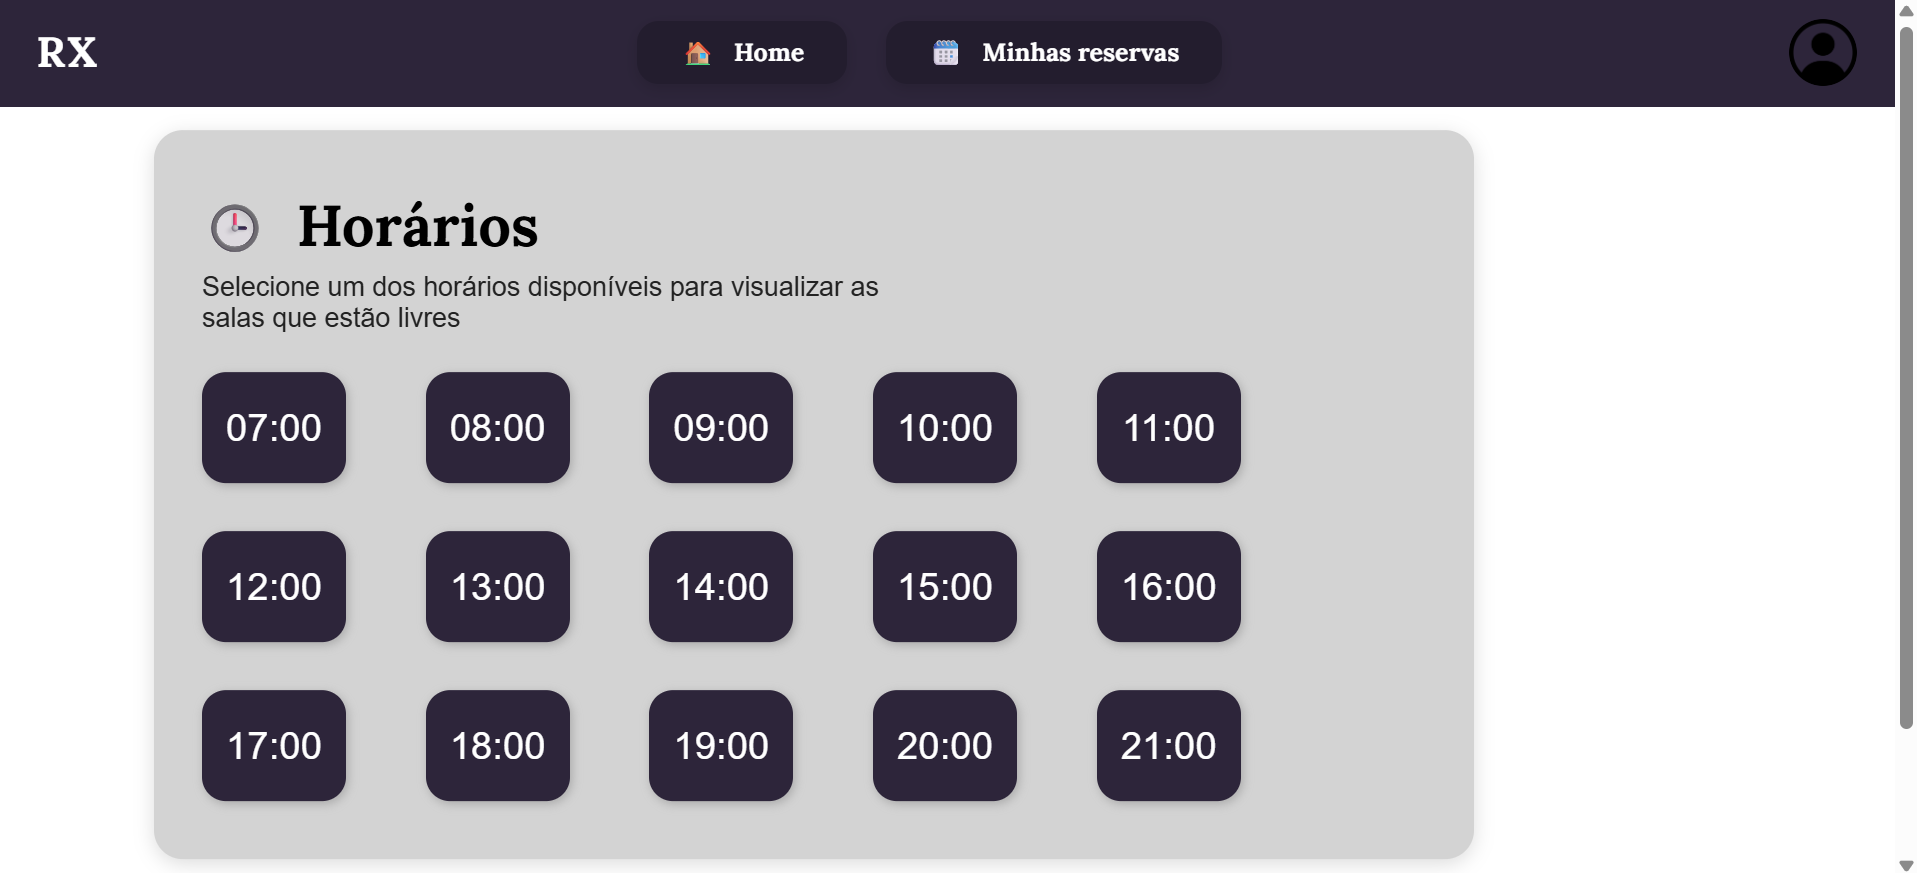 RX
Home
Minhas reservas
Horários
Selecione um dos horários disponíveis para visualizar as
salas que estão livres
07:00 08:00 09:00 10:00 11:00
12:00 13:00 14:00 15:00 16:00
17:00 18:00 19:00 20:00 21:00